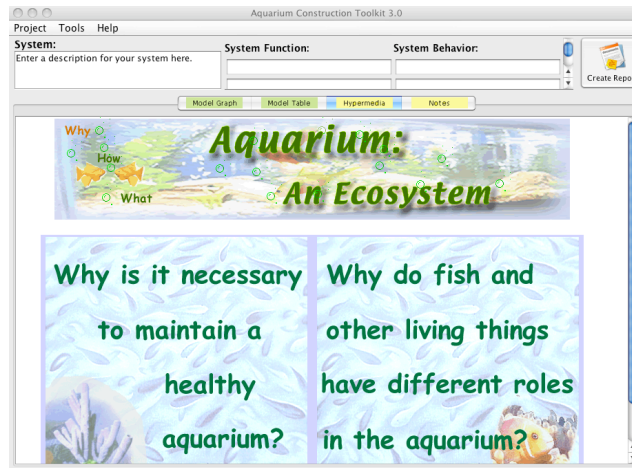 Aquarium Construction Toolkit 3.0
Project Tools Help
System:
Enter a description for your system here.
System Function:
System Behavior:
Create Repo
Model Graph
Model Table
Hypermedia
Notes
Why
How
What
Aquarium:
An Ecosystem
Why is it necessary
to maintain a
healthy
aquarium?
Why do fish and
other living things
have different roles
in the aquarium?